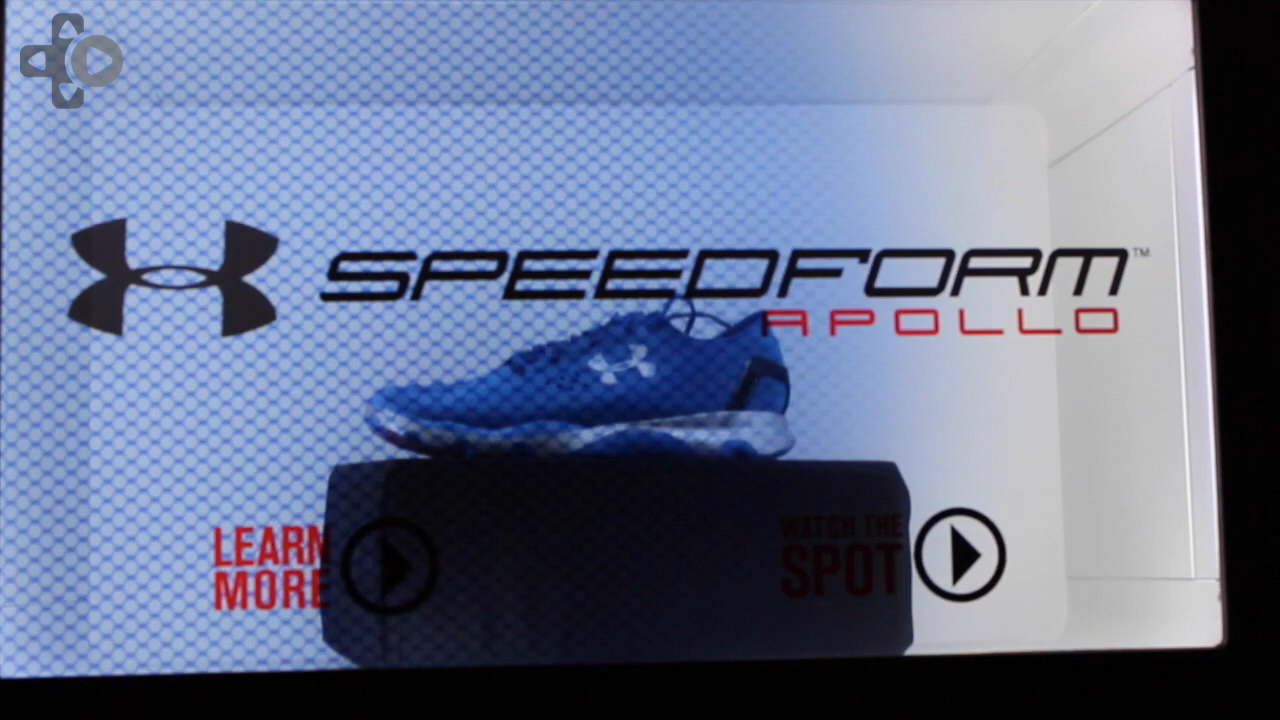 SPEEDFORM™
APOLLO
LEARN
MORE
WATCH THE
SPOT